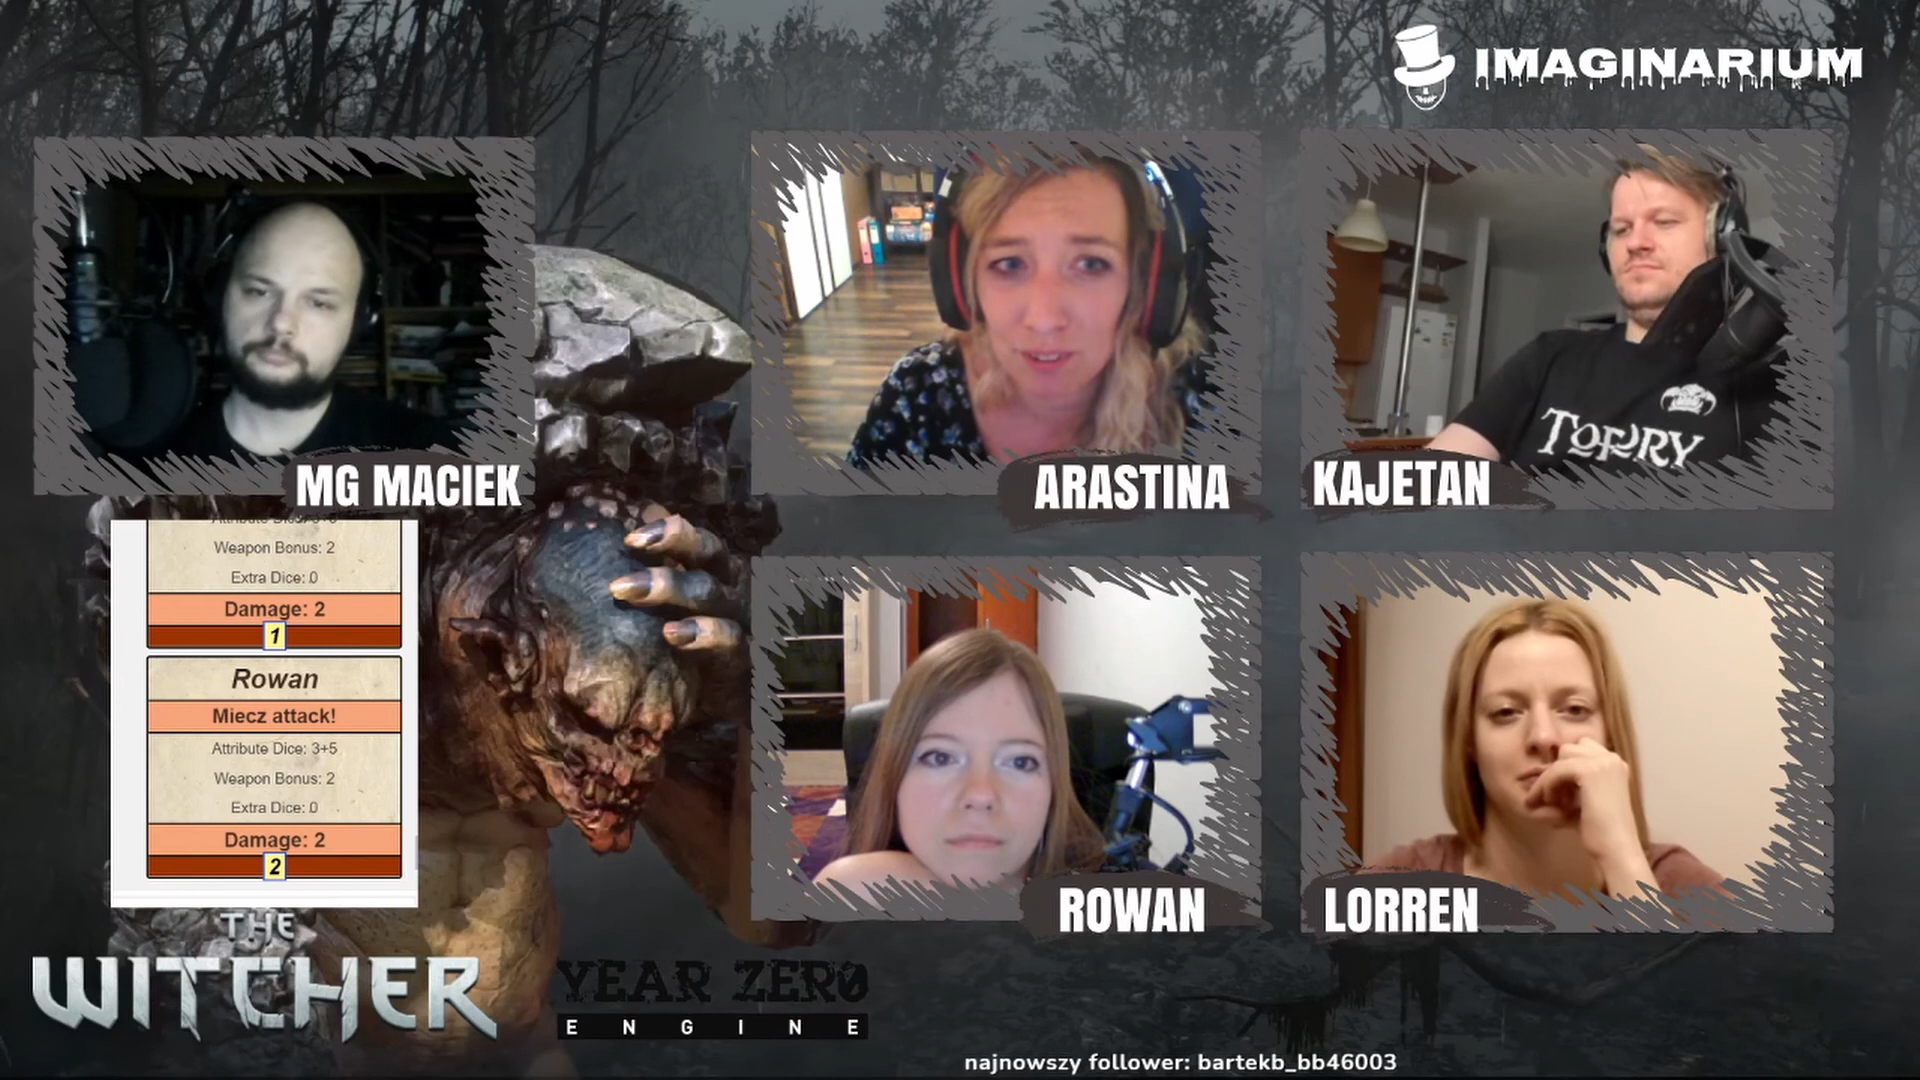 IMAGINARIUM
MG MACIEK
ARASTINA
KAJETAN
TORURY
Weapon Bonus: 2
Extra Dice: 0
Damage: 2
1
Rowan
Miecz attack!
Attribute Dice: 3+5
Weapon Bonus: 2
Extra Dice: 0
Damage: 2
2
ROWAN
LORREN
THE
WITCHER
YEAR ZERO
ENGINE
najnowszy follower: bartekb_bb46003